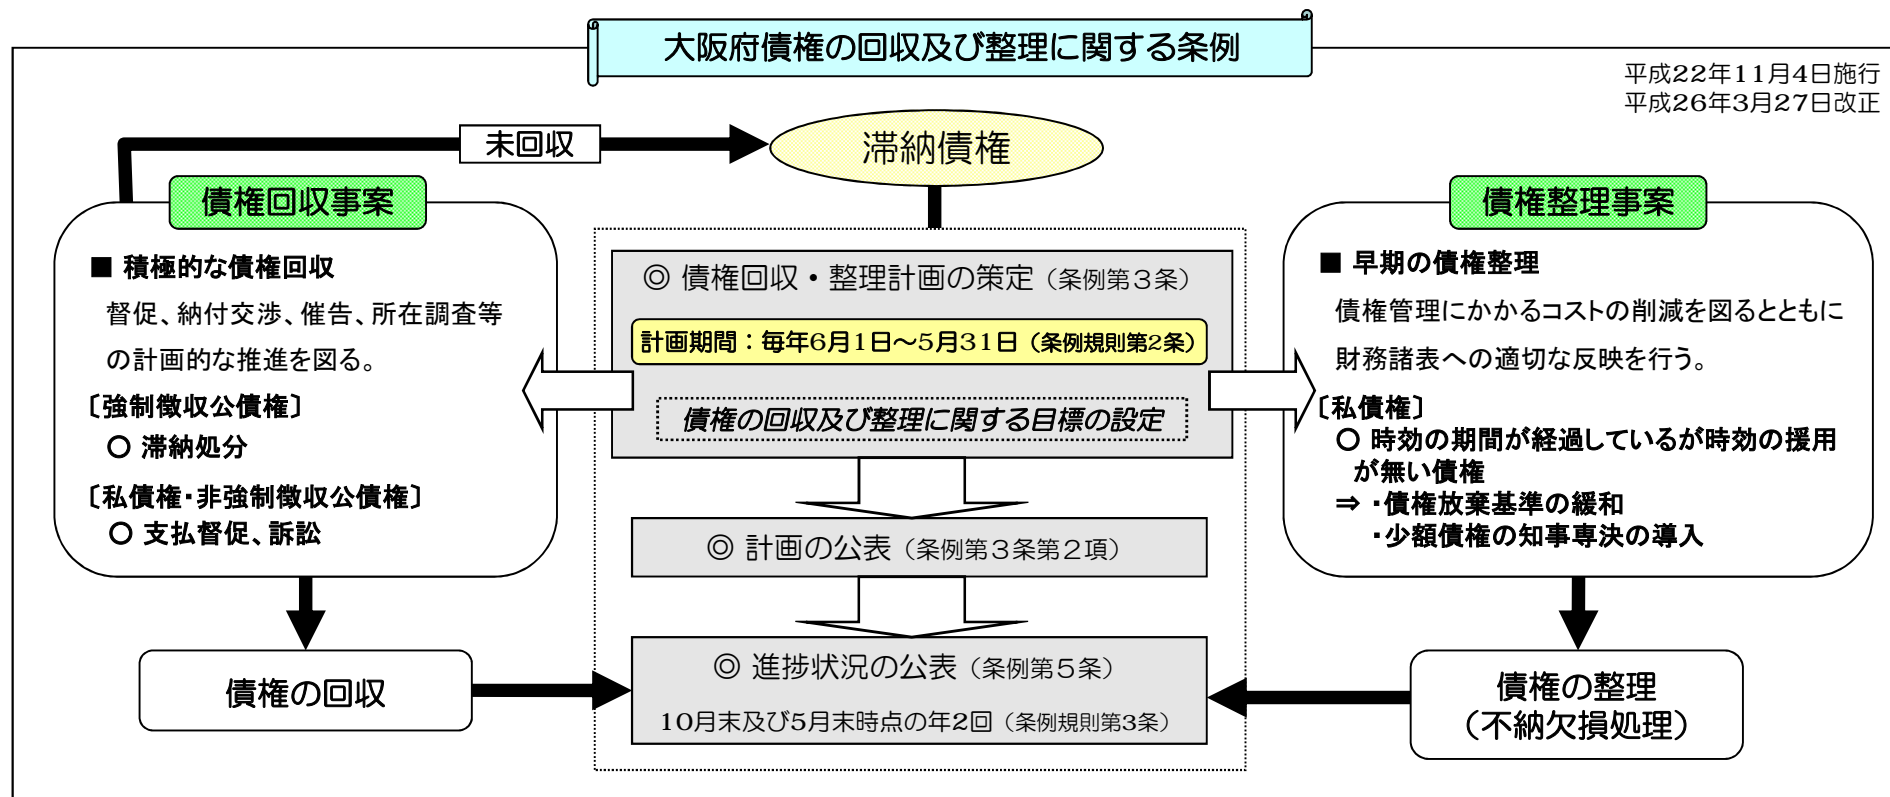 大阪府債権の回収及び整理に関する条例
平成22年11月4日施行
平成26年3月27日改正
未回収
滞納債権
債権回収事案
■ 積極的な債権回収
督促、納付交渉、催告、所在調査等
の計画的な推進を図る。
〔強制徴収公債権〕
〇 滞納処分
〔私債権・非強制徴収公債権〕
〇 支払督促、訴訟
債権の回収
◎ 債権回収・整理計画の策定（条例第３条）
計画期間：毎年6月1日～5月31日（条例規則第2条）
債権の回収及び整理に関する目標の設定
◎ 計画の公表（条例第３条第２項）
◎ 進捗状況の公表（条例第５条）
10月末及び5月末時点の年2回（条例規則第3条）
債権整理事案
■ 早期の債権整理
債権管理にかかるコストの削減を図るとともに
財務諸表への適切な反映を行う。
〔私債権〕
〇 時効の期間が経過しているが時効の援用
が無い債権
⇒ ・債権放棄基準の緩和
・少額債権の知事専決の導入
債権の整理
（不納欠損処理）